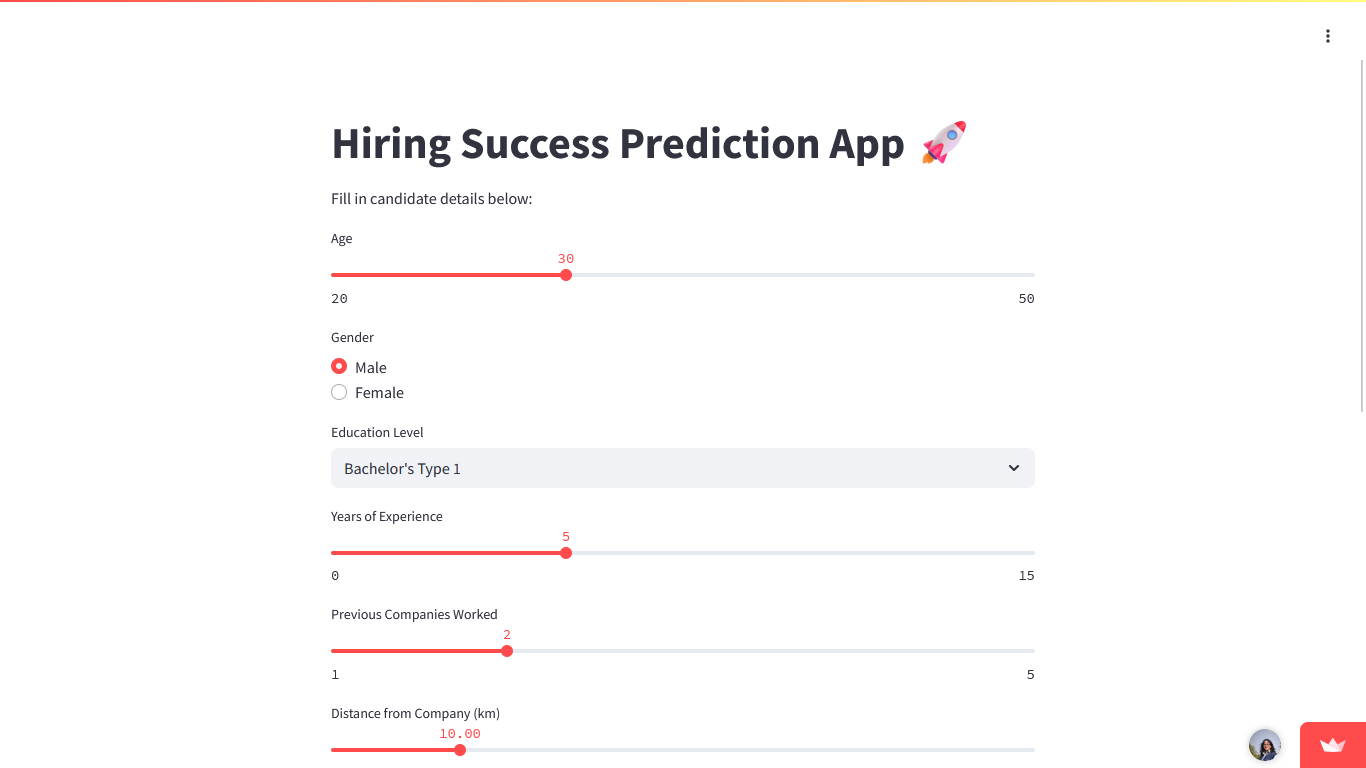 Hiring Success Prediction App 🚀
Fill in candidate details below:
Age
30
20 50
Gender
Male
Female
Education Level
Bachelor's Type 1
Years of Experience
5
0 15
Previous Companies Worked
2
1 5
Distance from Company (km)
10.00